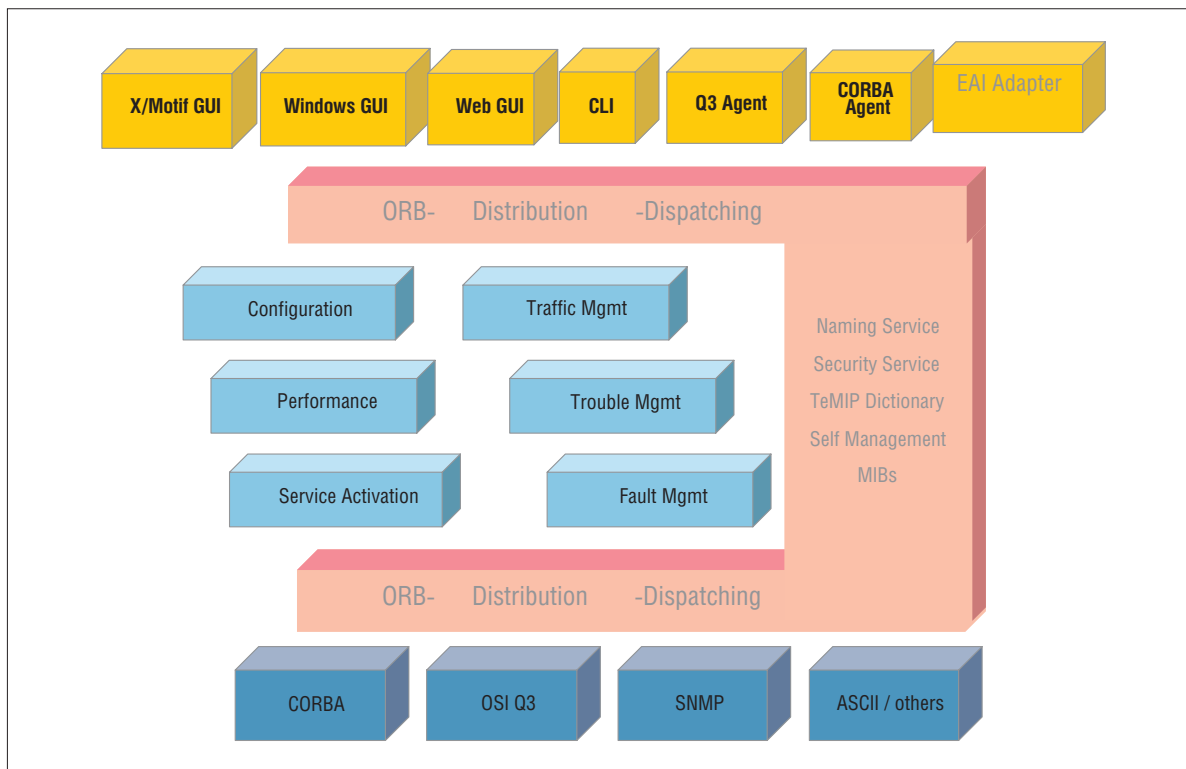 X/Motif GUI
Windows GUI
Web GUI
CLI
Q3 Agent
CORBA
Agent
EAI Adapter
ORB- Distribution -Dispatching
Configuration
Traffic Mgmt
Performance
Trouble Mgmt
Service Activation
Fault Mgmt
Naming Service
Security Service
TeMIP Dictionary
Self Management
MIBs
ORB- Distribution -Dispatching
CORBA
OSI Q3
SNMP
ASCII / others